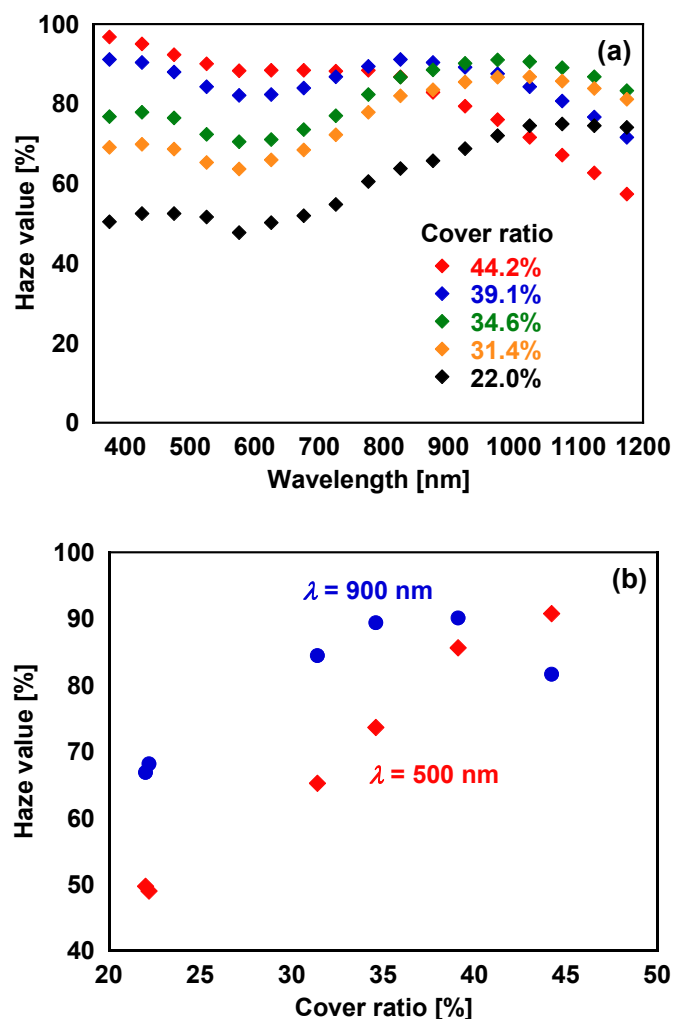 100
(a)
80
60
40
20
0
Haze value [%]
Cover ratio
44.2%
39.1%
34.6%
31.4%
22.0%
400 500 600 700 800 900 1000 1100 1200
Wavelength [nm]
100
(b)
90
80
70
60
50
40
Haze value [%]
λ = 900 nm
λ = 500 nm
20 25 30 35 40 45 50
Cover ratio [%]